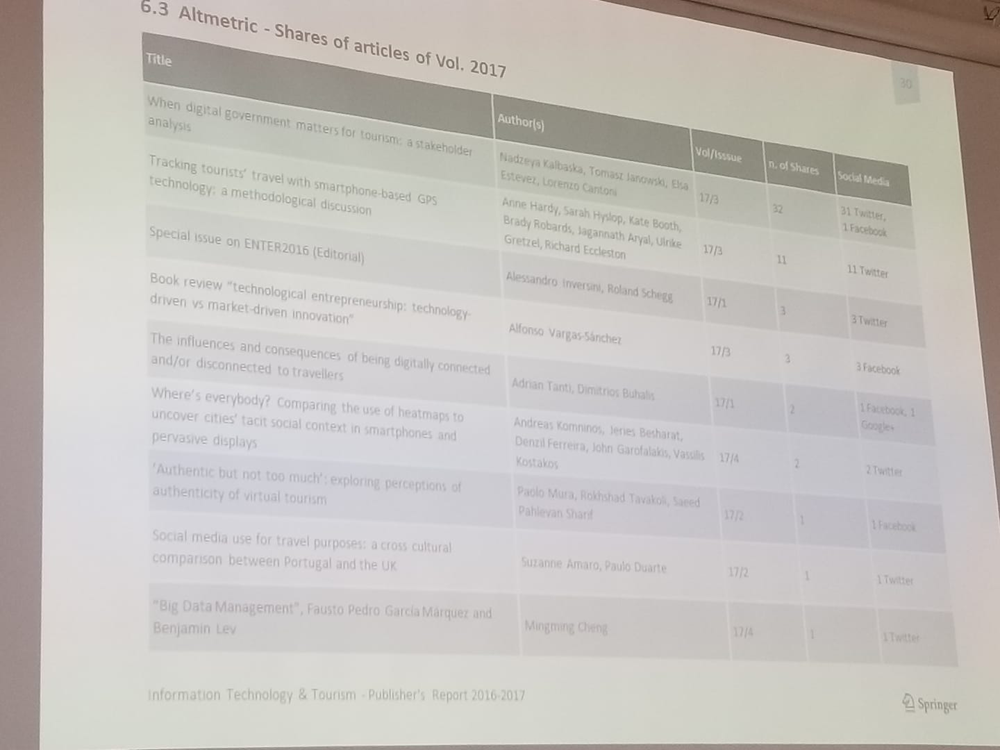 6.3 Altmetric - Shares of articles of Vol. 2017
30
Title
Author(s)
Vol/Isssue
n. of Shares
Social Media
When digital government matters for tourism: a stakeholder
analysis
Nadzeya Kalbaska, Tomasz Janowski, Elsa
Estevez, Lorenzo Cantoni
17/3
32
31 Twitter,
1 Facebook
Tracking tourists' travel with smartphone-based GPS
technology: a methodological discussion
Anne Hardy, Sarah Hyslop, Kate Booth,
Brady Robards, Jagannath Aryal, Ulrike
Gretzel, Richard Eccleston
17/3
11
11 Twitter
Special issue on ENTER2016 (Editorial)
Alessandro Inversini, Roland Schegg
17/1
3
3 Twitter
Book review "technological entrepreneurship: technology-
driven vs market-driven innovation"
Alfonso Vargas-Sánchez
17/3
3
3 Facebook
The influences and consequences of being digitally connected
and/or disconnected to travellers
Adrian Tanti, Dimitrios Buhalis
17/1
2
1 Facebook, 1
Google+
Where's everybody? Comparing the use of heatmaps to
uncover cities' tacit social context in smartphones and
pervasive displays
Andreas Komninos, Jeries Besharat,
Denzil Ferreira, John Garofalakis, Vassilis
Kostakos
17/4
2
2 Twitter
'Authentic but not too much': exploring perceptions of
authenticity of virtual tourism
Paolo Mura, Rokhshad Tavakoli, Saeed
Pahlevan Sharif
17/2
1
1 Facebook
Social media use for travel purposes: a cross cultural
comparison between Portugal and the UK
Suzanne Amaro, Paulo Duarte
17/2
1
1 Twitter
"Big Data Management", Fausto Pedro García Márquez and
Benjamin Lev
Mingming Cheng
17/4
1
1 Twitter
Information Technology & Tourism - Publisher's Report 2016-2017
Springer